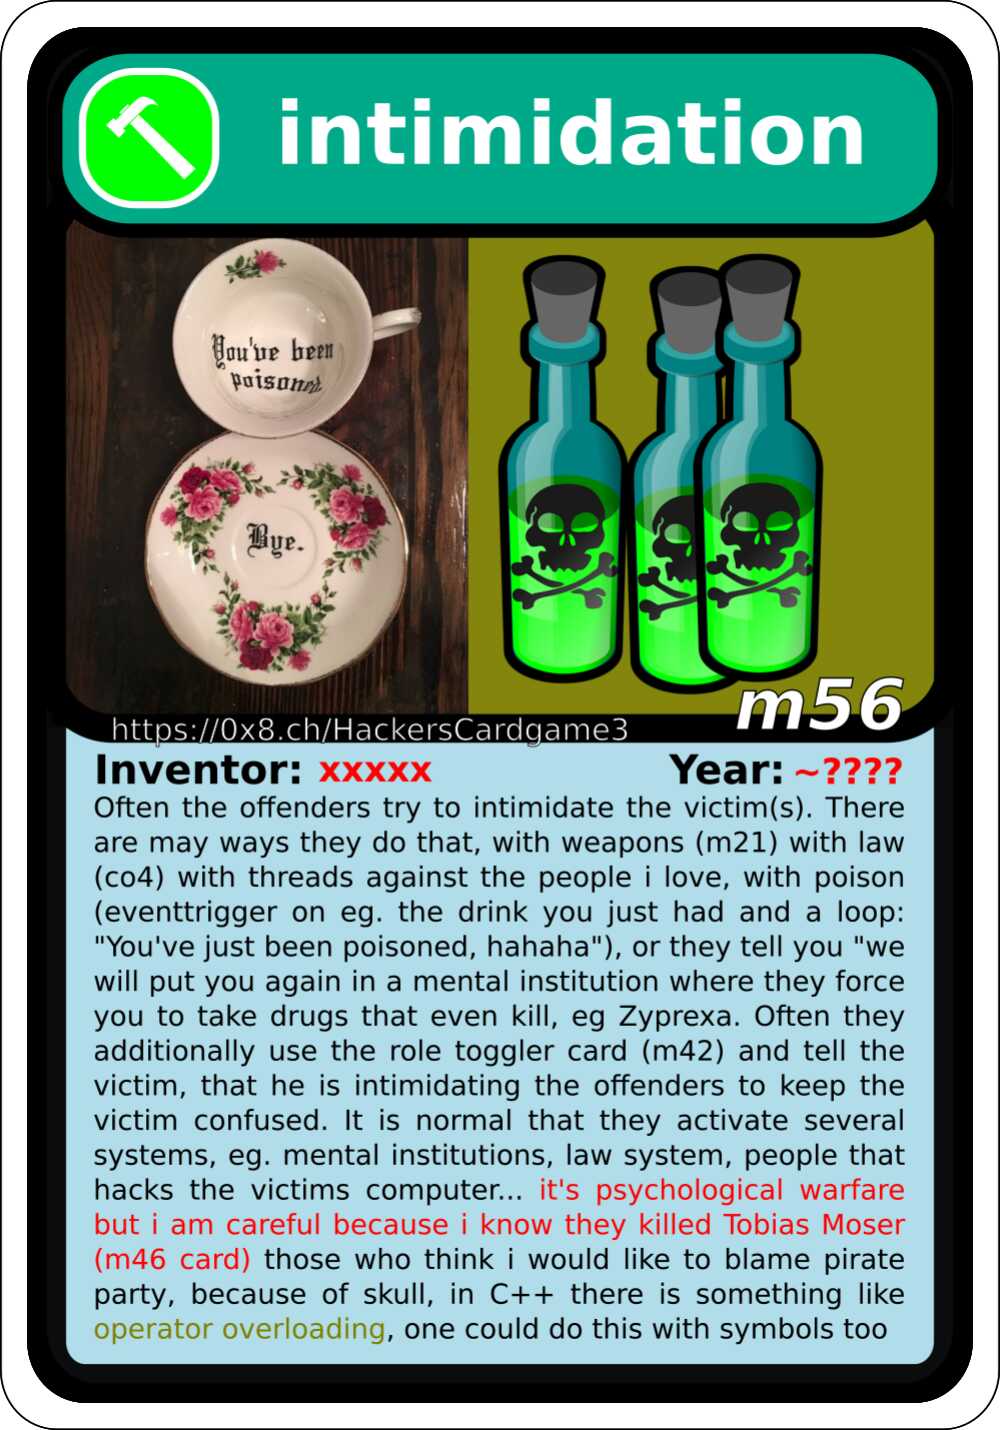 intimidation
You've been
poisoned.
Bye.
m56
https://0x8.ch/HackersCardgame3
Inventor: xxxxx Year: ~????
Often the offenders try to intimidate the victim(s). There
are may ways they do that, with weapons (m21) with law
(co4) with threads against the people i love, with poison
(eventtrigger on eg. the drink you just had and a loop:
"You've just been poisoned, hahaha"), or they tell you "we
will put you again in a mental institution where they force
you to take drugs that even kill, eg Zyprexa. Often they
additionally use the role toggler card (m42) and tell the
victim, that he is intimidating the offenders to keep the
victim confused. It is normal that they activate several
systems, eg. mental institutions, law system, people that
hacks the victims computer... it's psychological warfare
but i am careful because i know they killed Tobias Moser
(m46 card) those who think i would like to blame pirate
party, because of skull, in C++ there is something like
operator overloading, one could do this with symbols too